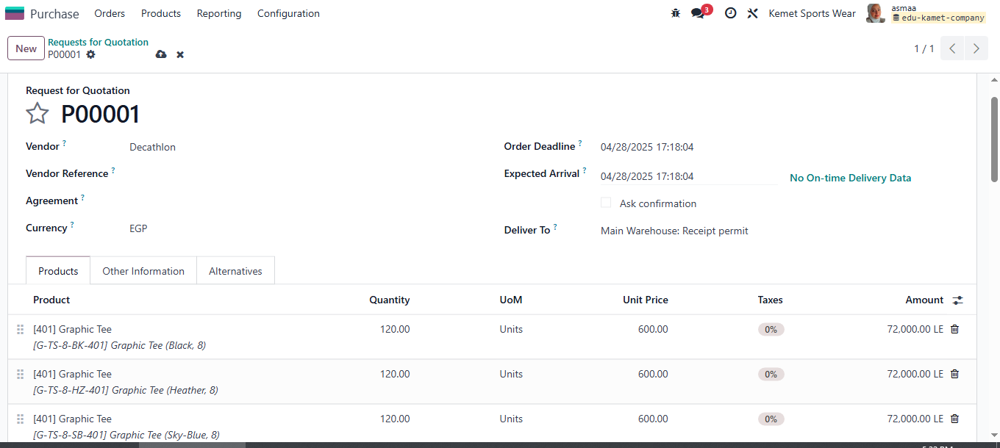 Purchase Orders Products Reporting Configuration 3 Kemet Sports Wear asmaa
edu-kamet-company
New Requests for Quotation
P00001
1 / 1
Request for Quotation
P00001
Vendor ? Decathlon Order Deadline ? 04/28/2025 17:18:04
Vendor Reference ? Expected Arrival ? 04/28/2025 17:18:04 No On-time Delivery Data
Agreement ? Ask confirmation
Currency ? EGP Deliver To ? Main Warehouse: Receipt permit
Products Other Information Alternatives
Product Quantity UoM Unit Price Taxes Amount
[401] Graphic Tee 120.00 Units 600.00 0% 72,000.00 LE
[G-TS-8-BK-401] Graphic Tee (Black, 8)
[401] Graphic Tee 120.00 Units 600.00 0% 72,000.00 LE
[G-TS-8-HZ-401] Graphic Tee (Heather, 8)
[401] Graphic Tee 120.00 Units 600.00 0% 72,000.00 LE
[G-TS-8-SB-401] Graphic Tee (Sky-Blue, 8)